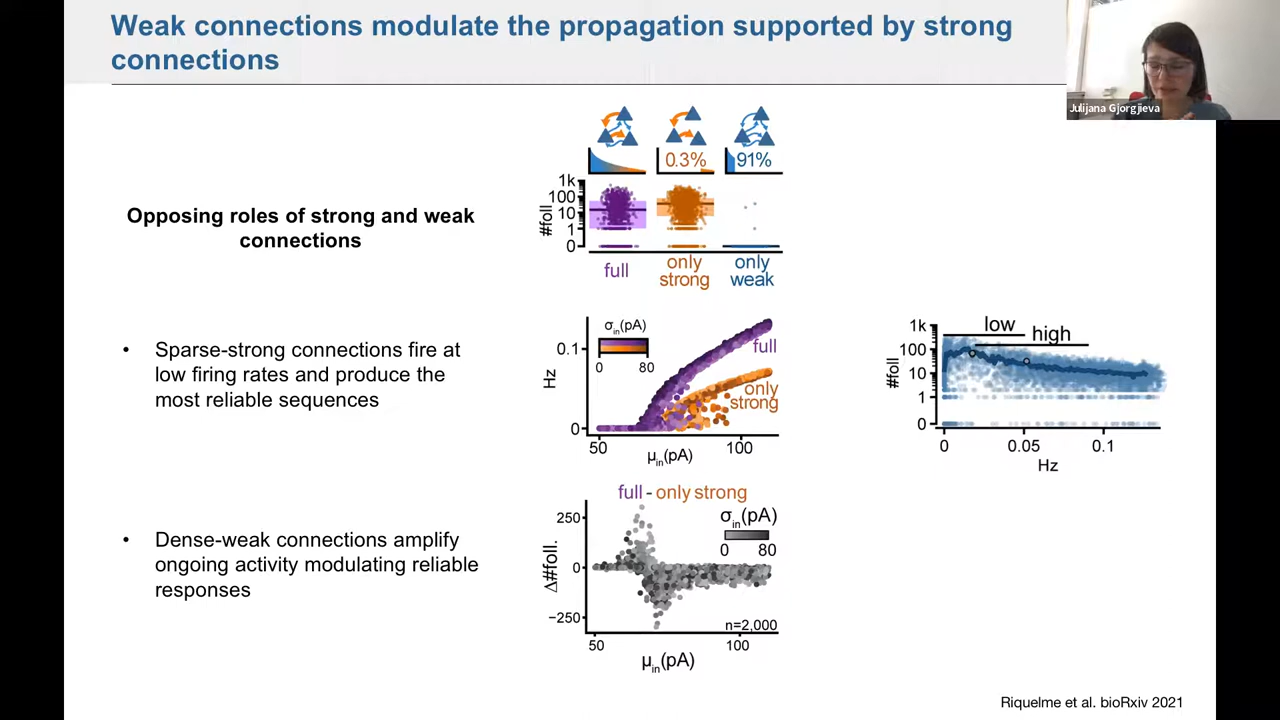 Weak connections modulate the propagation supported by strong
connections
Julijana Gjorgjieva
Opposing roles of strong and weak
connections
0.3%
91%
1k
100
10
1
0
#foll
full
only
strong
only
weak
• Sparse-strong connections fire at
low firing rates and produce the
most reliable sequences
σin(pA)
0 80
0.1
0
Hz
full
only
strong
50 100
μin(pA)
low
high
1k
100
10
1
0
#foll
0 0.05 0.1
Hz
• Dense-weak connections amplify
ongoing activity modulating reliable
responses
full - only strong
σin(pA)
0 80
250
0
−250
Δ#foll.
n=2,000
50 100
μin(pA)
Riquelme et al. bioRxiv 2021